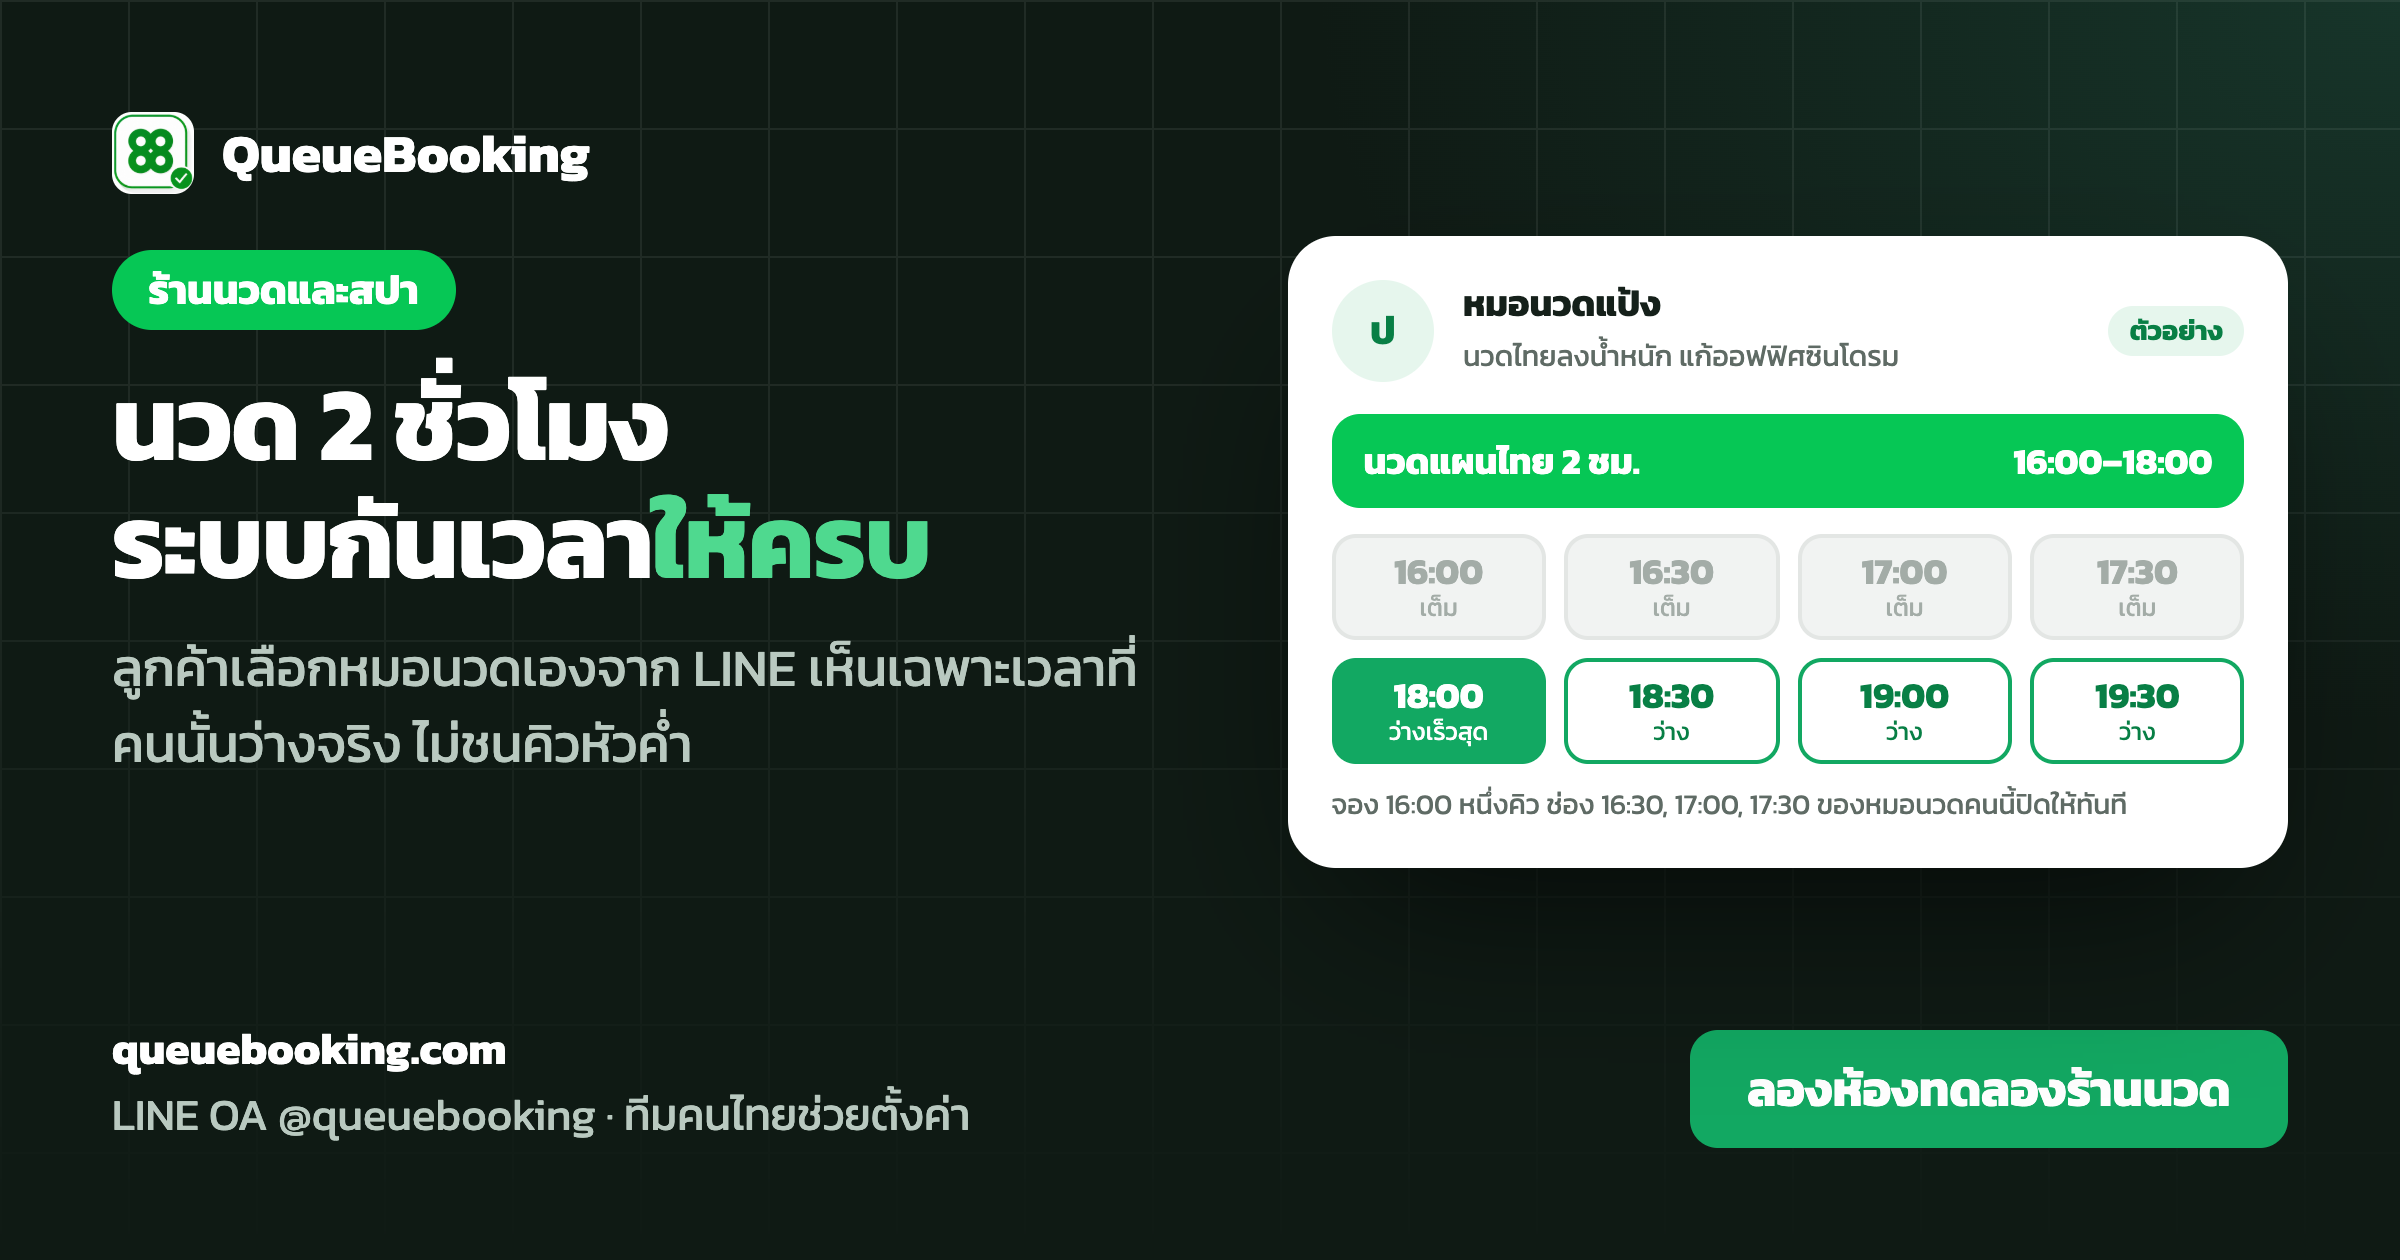 QueueBooking
ร้านนวดและสปา
นวด 2 ชั่วโมง
ระบบกันเวลาให้ครบ
ลูกค้าเลือกหมอนวดเองจาก LINE เห็นเฉพาะเวลาที่
คนนั้นว่างจริง ไม่ชนคิวหัวค่ำ
ป
หมอนวดแป้ง
นวดไทยลงน้ำหนัก แก้ออฟฟิศซินโดรม
ตัวอย่าง
นวดแผนไทย 2 ชม. 16:00–18:00
16:00 16:30 17:00 17:30
เต็ม เต็ม เต็ม เต็ม
18:00 18:30 19:00 19:30
ว่างเร็วสุด ว่าง ว่าง ว่าง
จอง 16:00 หนึ่งคิว ช่อง 16:30, 17:00, 17:30 ของหมอนวดคนนี้ปิดให้ทันที
queuebooking.com
LINE OA @queuebooking · ทีมคนไทยช่วยตั้งค่า
ลองห้องทดลองร้านนวด